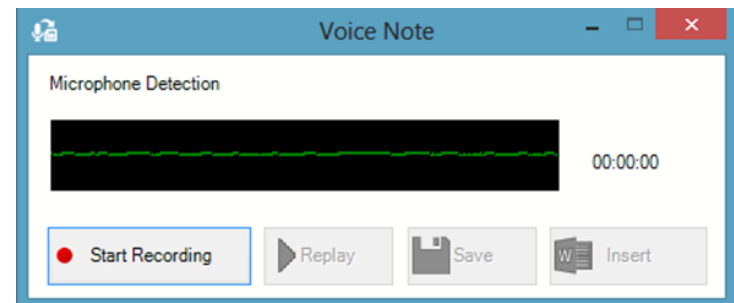 Voice Note
Microphone Detection
00:00:00
Start Recording Replay Save W Insert